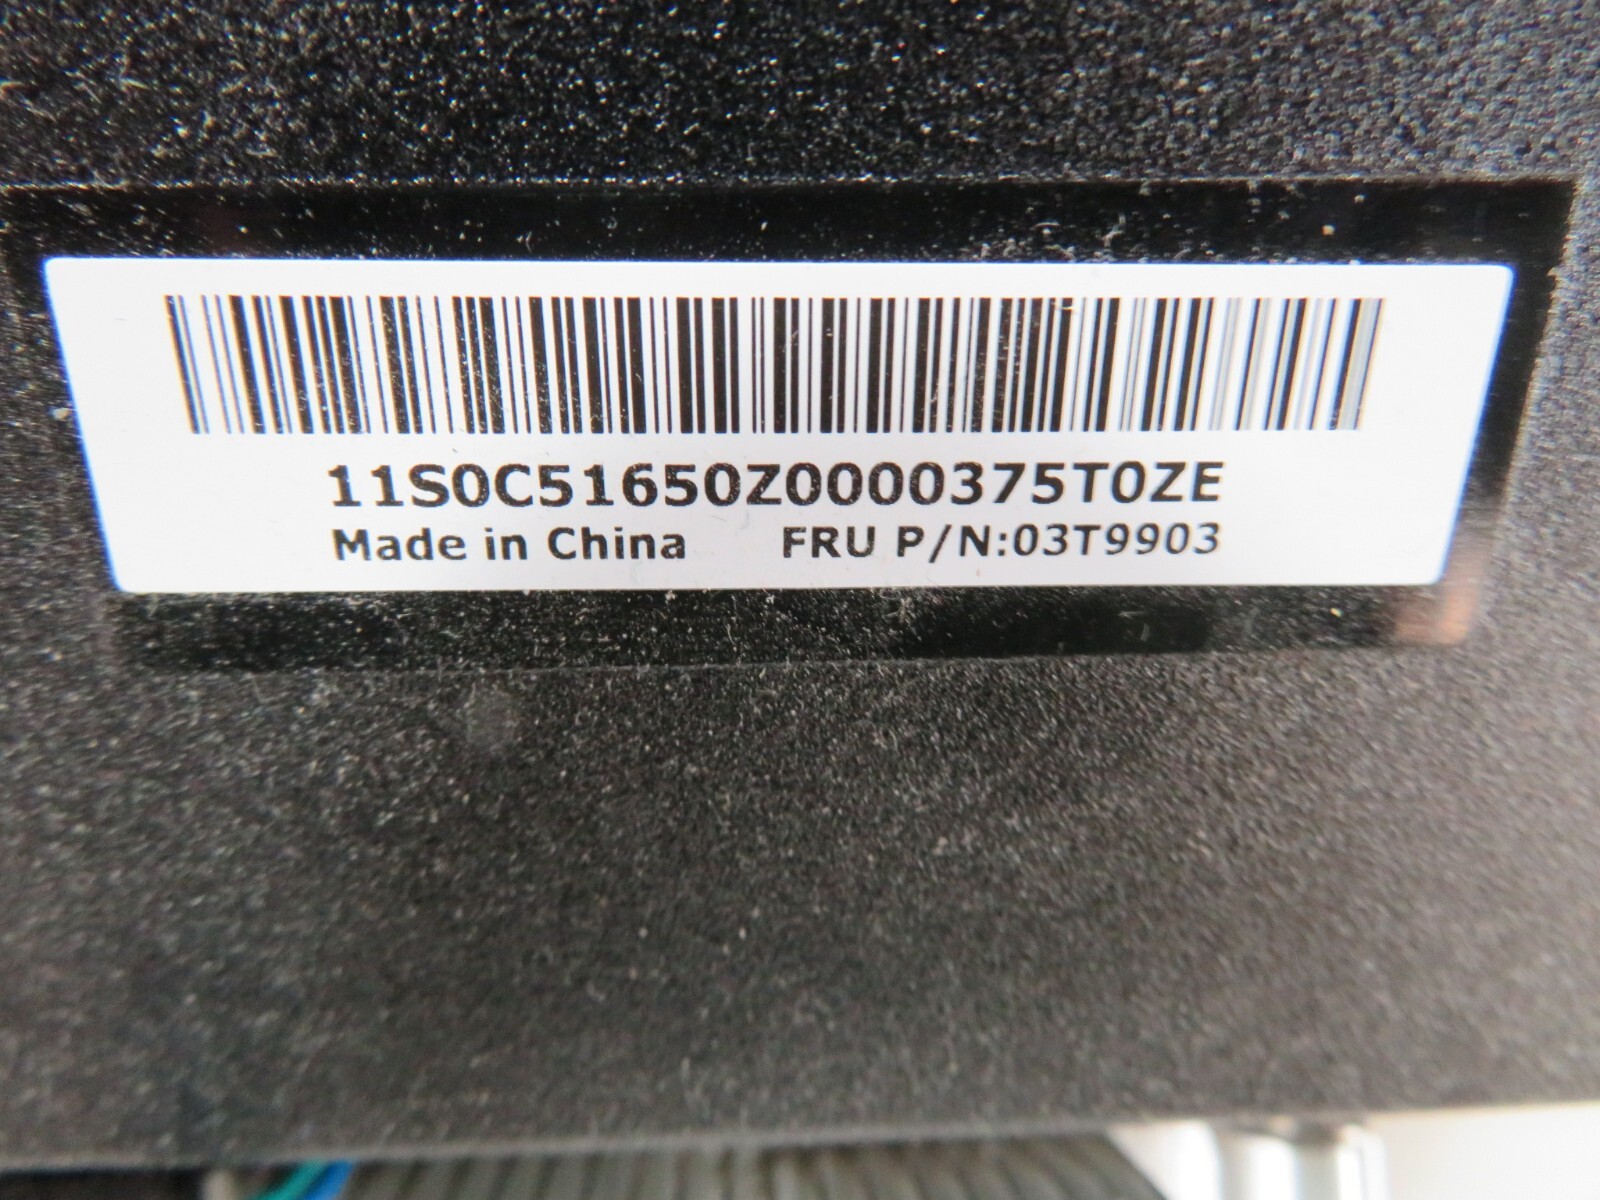 11S0C51650Z0000375T0ZE
Made in China FRU P/N:03T9903